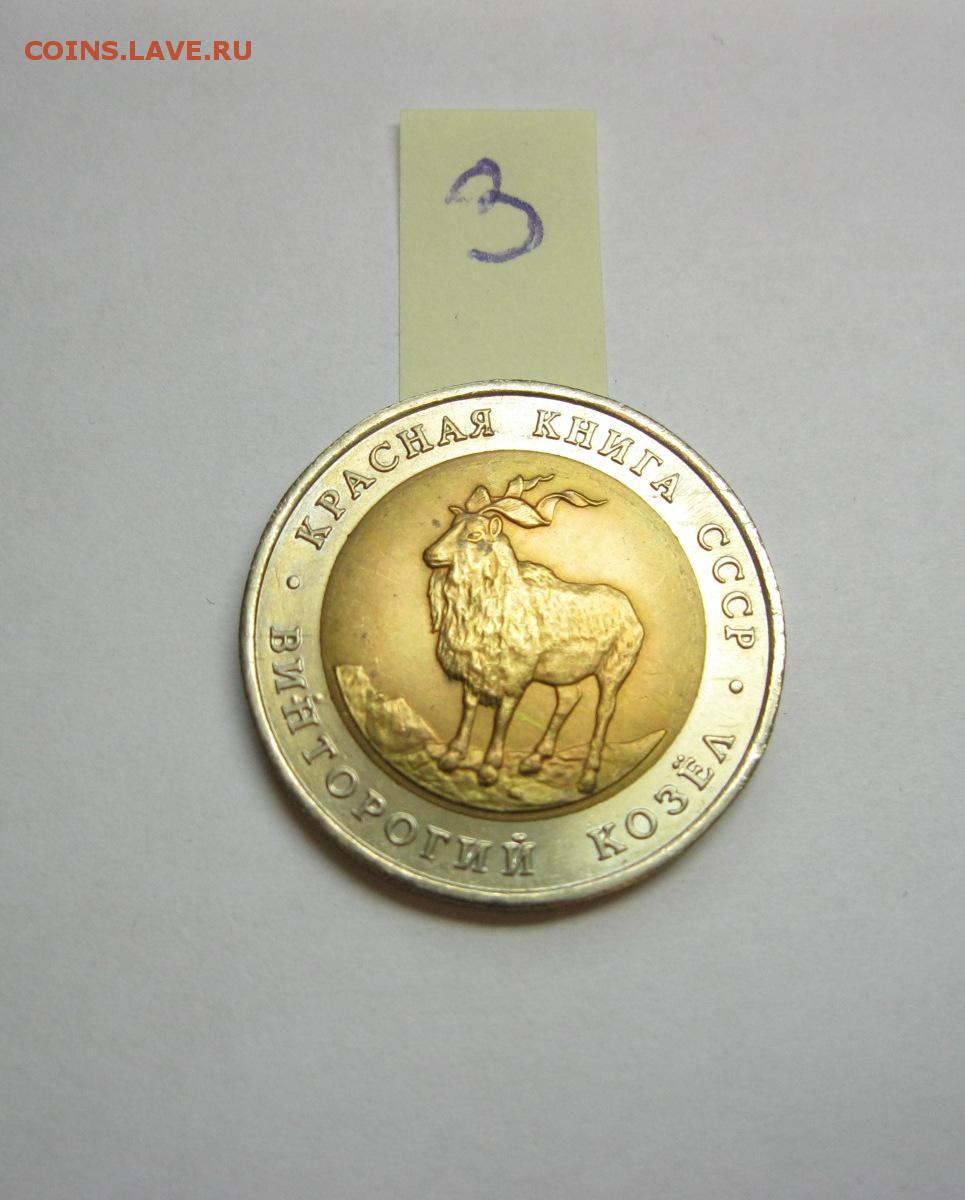 COINS.LAVE.RU
3
КРАСНАЯ КНИГА СССР
• ВИНТОРОГИЙ КОЗЁЛ •